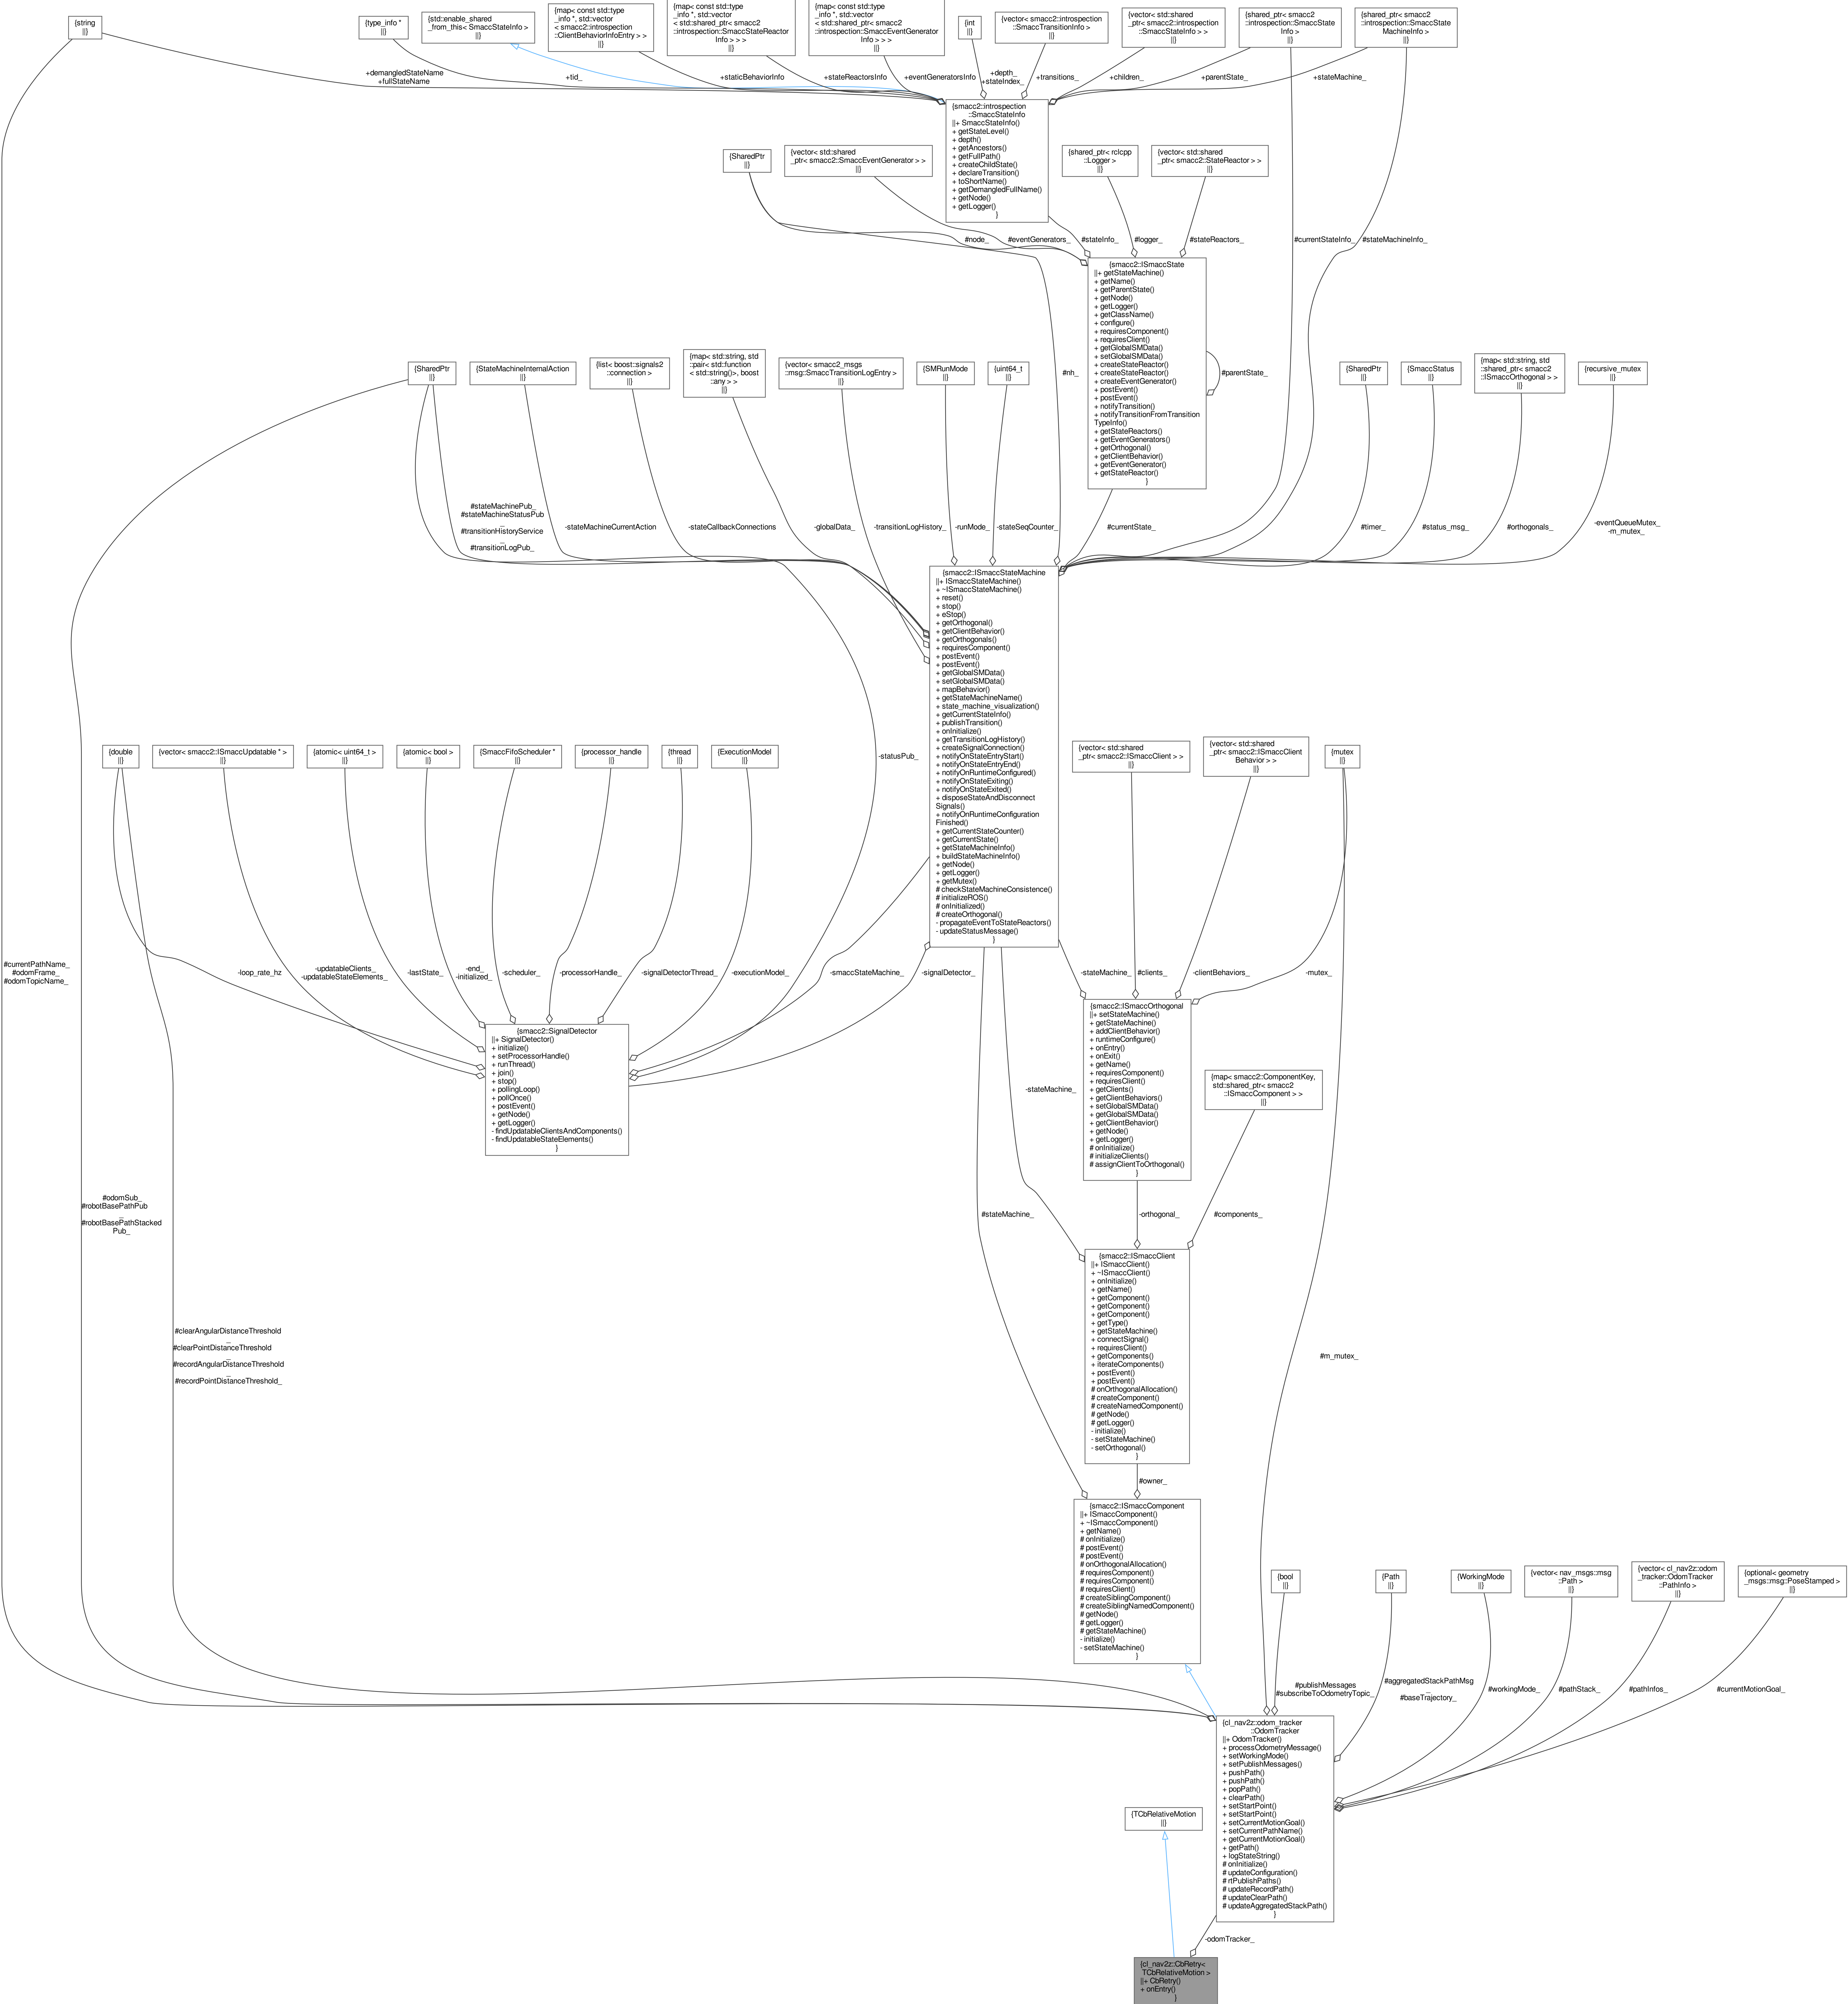 {string
||}
{type_info *
||}
{std::enable_shared
_from_this< SmaccStateInfo >
||}
{map< const std::type
_info *, std::vector
< smacc2::introspection
::ClientBehaviorInfoEntry > >
||}
{map< const std::type
_info *, std::vector
< std::shared_ptr< smacc2
::introspection::SmaccStateReactor
Info > > >
||}
{map< const std::type
_info *, std::vector
< std::shared_ptr< smacc2
::introspection::SmaccEventGenerator
Info > > >
||}
{int
||}
{vector< smacc2::introspection
::SmaccTransitionInfo >
||}
{vector< std::shared
_ptr< smacc2::introspection
::SmaccStateInfo > >
||}
{shared_ptr< smacc2
::introspection::SmaccState
Info >
||}
{shared_ptr< smacc2
::introspection::SmaccState
MachineInfo >
||}
+demangledStateName
+fullStateName
+tid_
+staticBehaviorInfo
+stateReactorsInfo
+eventGeneratorsInfo
+depth_
+stateIndex_
+transitions_
+children_
+parentState_
+stateMachine_
{smacc2::introspection
::SmaccStateInfo
||+ SmaccStateInfo()
+ getStateLevel()
+ depth()
+ getAncestors()
+ getFullPath()
+ createChildState()
+ declareTransition()
+ toShortName()
+ getDemangledFullName()
+ getNode()
+ getLogger()
}
{SharedPtr
||}
{vector< std::shared
_ptr< smacc2::SmaccEventGenerator > >
||}
{shared_ptr< rclcpp
::Logger >
||}
{vector< std::shared
_ptr< smacc2::StateReactor > >
||}
#node_
#eventGenerators_
#stateInfo_
#logger_
#stateReactors_
#currentStateInfo_
#stateMachineInfo_
{smacc2::ISmaccState
||+ getStateMachine()
+ getName()
+ getParentState()
+ getNode()
+ getLogger()
+ getClassName()
+ configure()
+ requiresComponent()
+ requiresClient()
+ getGlobalSMData()
+ setGlobalSMData()
+ createStateReactor()
+ createStateReactor()
+ createEventGenerator()
+ postEvent()
+ postEvent()
+ notifyTransition()
+ notifyTransitionFromTransition
TypeInfo()
+ getStateReactors()
+ getEventGenerators()
+ getOrthogonal()
+ getClientBehavior()
+ getEventGenerator()
+ getStateReactor()
}
#parentState_
{SharedPtr
||}
{StateMachineInternalAction
||}
{list< boost::signals2
::connection >
||}
{map< std::string, std
::pair< std::function
< std::string()>, boost
::any > >
||}
{vector< smacc2_msgs
::msg::SmaccTransitionLogEntry >
||}
{SMRunMode
||}
{uint64_t
||}
#nh_
{SharedPtr
||}
{SmaccStatus
||}
{map< std::string, std
::shared_ptr< smacc2
::ISmaccOrthogonal > >
||}
{recursive_mutex
||}
#stateMachinePub_
#stateMachineStatusPub
_
#transitionHistoryService
_
#transitionLogPub_
-stateMachineCurrentAction
-stateCallbackConnections
-globalData_
-transitionLogHistory_
-runMode_
-stateSeqCounter_
#currentState_
#timer_
#status_msg_
#orthogonals_
-eventQueueMutex_
-m_mutex_
{smacc2::ISmaccStateMachine
||+ ISmaccStateMachine()
+ ~ISmaccStateMachine()
+ reset()
+ stop()
+ eStop()
+ getOrthogonal()
+ getClientBehavior()
+ getOrthogonals()
+ requiresComponent()
+ postEvent()
+ postEvent()
+ getGlobalSMData()
+ setGlobalSMData()
+ mapBehavior()
+ getStateMachineName()
+ state_machine_visualization()
+ getCurrentStateInfo()
+ publishTransition()
+ onInitialize()
+ getTransitionLogHistory()
+ createSignalConnection()
+ notifyOnStateEntryStart()
+ notifyOnStateEntryEnd()
+ notifyOnRuntimeConfigured()
+ notifyOnStateExiting()
+ notifyOnStateExited()
+ disposeStateAndDisconnect
Signals()
+ notifyOnRuntimeConfiguration
Finished()
+ getCurrentStateCounter()
+ getCurrentState()
+ getStateMachineInfo()
+ buildStateMachineInfo()
+ getNode()
+ getLogger()
+ getMutex()
# checkStateMachineConsistence()
# initializeROS()
# onInitialized()
# createOrthogonal()
- propagateEventToStateReactors()
- updateStatusMessage()
}
{double
||}
{vector< smacc2::ISmaccUpdatable * >
||}
{atomic< uint64_t >
||}
{atomic< bool >
||}
{SmaccFifoScheduler *
||}
{processor_handle
||}
{thread
||}
{ExecutionModel
||}
-statusPub_
{vector< std::shared
_ptr< smacc2::ISmaccClient > >
||}
{vector< std::shared
_ptr< smacc2::ISmaccClient
Behavior > >
||}
{mutex
||}
#currentPathName_
#odomFrame_
#odomTopicName_
-loop_rate_hz
-updatableClients_
-updatableStateElements_
-lastState_
-end_
-initialized_
-scheduler_
-processorHandle_
-signalDetectorThread_
-executionModel_
-smaccStateMachine_
-signalDetector_
-stateMachine_
#clients_
-clientBehaviors_
-mutex_
{smacc2::SignalDetector
||+ SignalDetector()
+ initialize()
+ setProcessorHandle()
+ runThread()
+ join()
+ stop()
+ pollingLoop()
+ pollOnce()
+ postEvent()
+ getNode()
+ getLogger()
- findUpdatableClientsAndComponents()
- findUpdatableStateElements()
}
{smacc2::ISmaccOrthogonal
||+ setStateMachine()
+ getStateMachine()
+ addClientBehavior()
+ runtimeConfigure()
+ onEntry()
+ onExit()
+ getName()
+ requiresComponent()
+ requiresClient()
+ getClients()
+ getClientBehaviors()
+ setGlobalSMData()
+ getGlobalSMData()
+ getClientBehavior()
+ getNode()
+ getLogger()
# onInitialize()
# initializeClients()
# assignClientToOrthogonal()
}
-stateMachine_
{map< smacc2::ComponentKey,
std::shared_ptr< smacc2
::ISmaccComponent > >
||}
#odomSub_
#robotBasePathPub
_
#robotBasePathStacked
Pub_
#stateMachine_
-orthogonal_
#components_
{smacc2::ISmaccClient
||+ ISmaccClient()
+ ~ISmaccClient()
+ onInitialize()
+ getName()
+ getComponent()
+ getComponent()
+ getComponent()
+ getType()
+ getStateMachine()
+ connectSignal()
+ requiresClient()
+ getComponents()
+ iterateComponents()
+ postEvent()
+ postEvent()
# onOrthogonalAllocation()
# createComponent()
# createNamedComponent()
# getNode()
# getLogger()
- initialize()
- setStateMachine()
- setOrthogonal()
}
#clearAngularDistanceThreshold
_
#clearPointDistanceThreshold
_
#recordAngularDistanceThreshold
_
#recordPointDistanceThreshold_
#m_mutex_
#owner_
{smacc2::ISmaccComponent
||+ ISmaccComponent()
+ ~ISmaccComponent()
+ getName()
# onInitialize()
# postEvent()
# postEvent()
# onOrthogonalAllocation()
# requiresComponent()
# requiresComponent()
# requiresClient()
# createSiblingComponent()
# createSiblingNamedComponent()
# getNode()
# getLogger()
# getStateMachine()
- initialize()
- setStateMachine()
}
{bool
||}
{Path
||}
{WorkingMode
||}
{vector< nav_msgs::msg
::Path >
||}
{vector< cl_nav2z::odom
_tracker::OdomTracker
::PathInfo >
||}
{optional< geometry
_msgs::msg::PoseStamped >
||}
#publishMessages
#subscribeToOdometryTopic_
#aggregatedStackPathMsg
_
#baseTrajectory_
#workingMode_
#pathStack_
#pathInfos_
#currentMotionGoal_
{cl_nav2z::odom_tracker
::OdomTracker
||+ OdomTracker()
+ processOdometryMessage()
+ setWorkingMode()
+ setPublishMessages()
+ pushPath()
+ pushPath()
+ popPath()
+ clearPath()
+ setStartPoint()
+ setStartPoint()
+ setCurrentMotionGoal()
+ setCurrentPathName()
+ getCurrentMotionGoal()
+ getPath()
+ logStateString()
# onInitialize()
# updateConfiguration()
# rtPublishPaths()
# updateRecordPath()
# updateClearPath()
# updateAggregatedStackPath()
}
{TCbRelativeMotion
||}
-odomTracker_
{cl_nav2z::CbRetry<
TCbRelativeMotion >
||+ CbRetry()
+ onEntry()
}